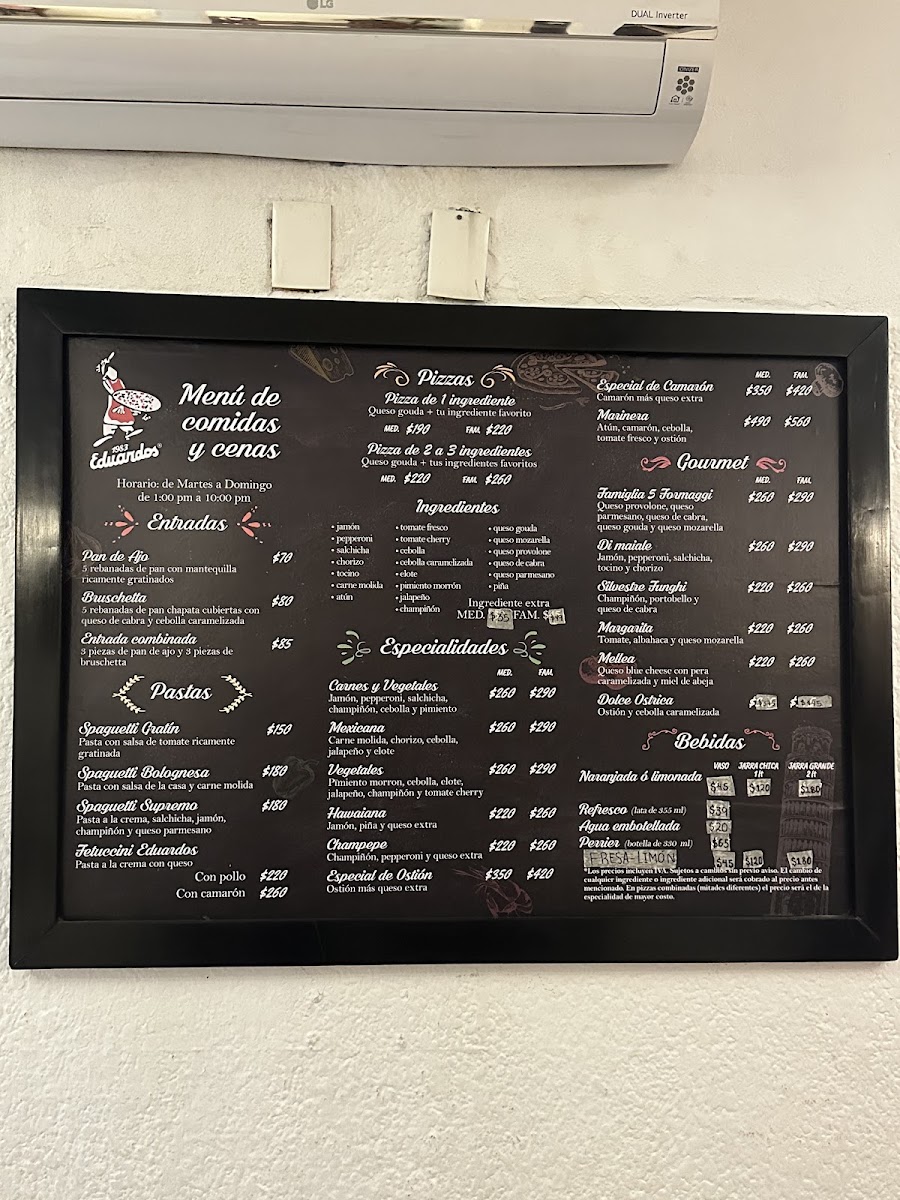 LG
DUAL Inverter
1983
Eduardos®
Menú de
comidas
y cenas
Horario: de Martes a Domingo
de 1:00 pm a 10:00 pm
Entradas
Pan de Ajo $70
5 rebanadas de pan con mantequilla
ricamente gratinados
Bruschetta $80
5 rebanadas de pan chapata cubiertas con
queso de cabra y cebolla caramelizada
Entrada combinada $85
3 piezas de pan de ajo y 3 piezas de
bruschetta
Pastas
Spaguetti Gratín $150
Pasta con salsa de tomate ricamente
gratinada
Spaguetti Bolognesa $180
Pasta con salsa de la casa y carne molida
Spaguetti Supremo $180
Pasta a la crema, salchicha, jamón,
champiñón y queso parmesano
Fetuccini Eduardos
Pasta a la crema con queso
Con pollo $220
Con camarón $260
Pizzas
Pizza de 1 ingrediente
Queso gouda + tu ingrediente favorito
MED. $190 FAM. $220
Pizza de 2 a 3 ingredientes
Queso gouda + tus ingredientes favoritos
MED. $220 FAM. $260
Ingredientes
• jamón
• pepperoni
• salchicha
• chorizo
• tocino
• carne molida
• atún
• tomate fresco
• tomate cherry
• cebolla
• cebolla caramelizada
• elote
• pimiento morrón
• jalapeño
• champiñón
• queso gouda
• queso mozarella
• queso provolone
• queso de cabra
• queso parmesano
• piña
Ingrediente extra
MED. $35 FAM.
Especialidades
MED. FAM.
Carnes y Vegetales $260 $290
Jamón, pepperoni, salchicha,
champiñón, cebolla y pimiento
Mexicana $260 $290
Carne molida, chorizo, cebolla,
jalapeño y elote
Vegetales $260 $290
Pimiento morron, cebolla, elote,
jalapeño, champiñón y tomate cherry
Hawaiana $220 $260
Jamón, piña y queso extra
Champepe $220 $260
Champiñón, pepperoni y queso extra
Especial de Ostión $350 $420
Ostión más queso extra
MED. FAM.
Especial de Camarón $350 $420
Camarón más queso extra
Marinera $490 $560
Atún, camarón, cebolla,
tomate fresco y ostión
Gourmet
MED. FAM.
Famiglia 5 Formaggi $260 $290
Queso provolone, queso
parmesano, queso de cabra,
queso gouda y queso mozarella
Di maiale $260 $290
Jamón, pepperoni, salchicha,
tocino y chorizo
Silvestre Funghi $220 $260
Champiñón, portobello y
queso de cabra
Margarita $220 $260
Tomate, albahaca y queso mozarella
Mellea $220 $260
Queso blue cheese con pera
caramelizada y miel de abeja
Dolce Ostrica
Ostión y cebolla caramelizada
Bebidas
VASO JARRA CHICA JARRA GRANDE
1 lt 2 lt
Naranjada ó limonada $45 $120 $180
Refresco (lata de 355 ml) $39
Agua embotellada $20
Perrier (botella de 330 ml) $65
FRESA-LIMÓN $45 $120 $180
*Los precios incluyen IVA. Sujetos a cambios sin previo aviso. El cambio de
cualquier ingrediente o ingrediente adicional será cobrado al precio antes
mencionado. En pizzas combinadas (mitades diferentes) el precio será el de la
especialidad de mayor costo.